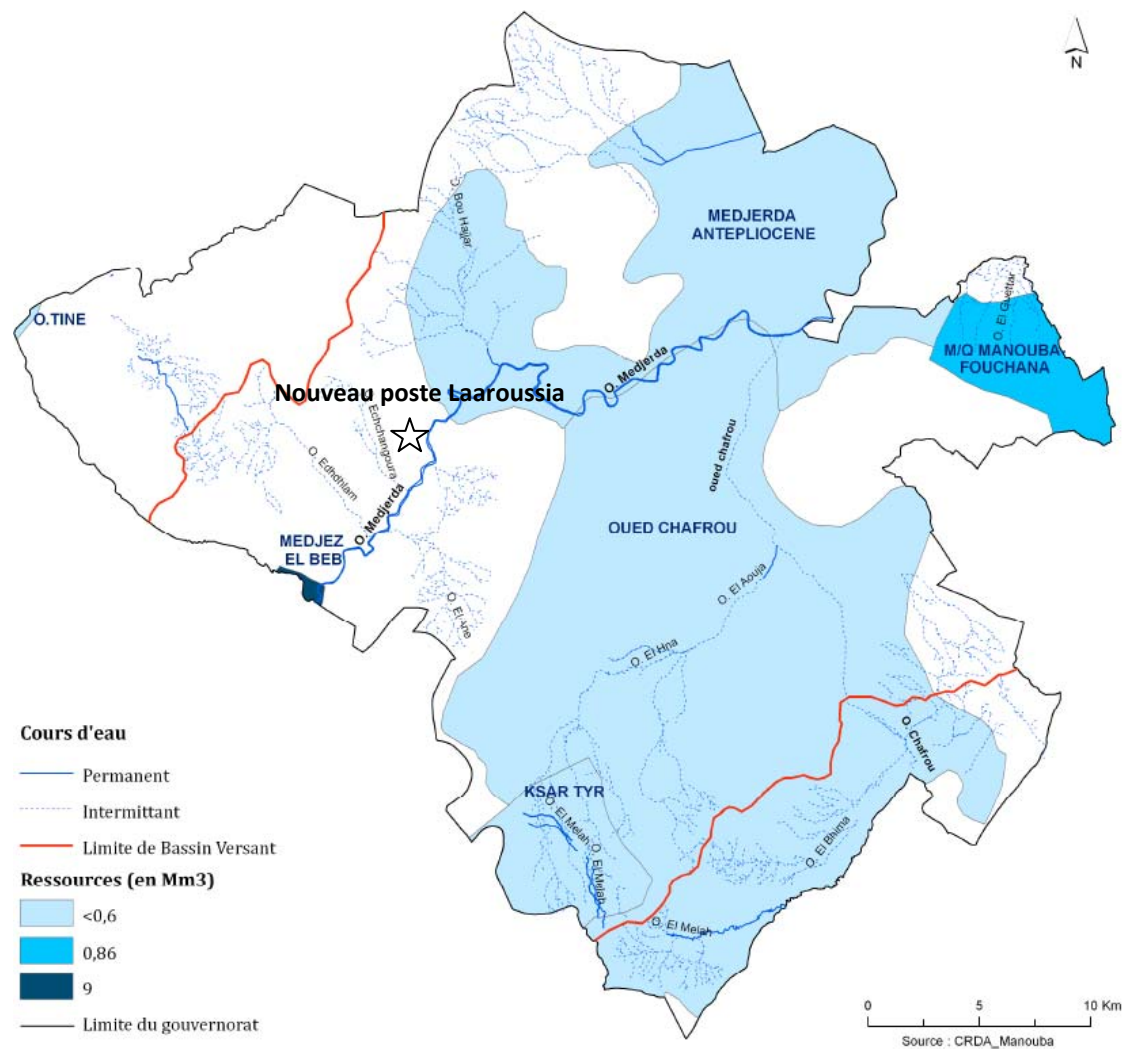 N
O. Bou Hajjar
MEDJERDA
ANTEPLIOCENE
O.TINE
O. El Guettar
M/O MANOUBA
FOUCHANA
O. Medjerda
Nouveau poste Laaroussia
Echchangoura
O. Edhdhlam
oued chafrou
O. Medjerda
OUED CHAFROU
MEDJEZ
EL BEB
O. El Aouja
O. El Hna
O. Chafrou
KSAR TYR
O. El Melah
O. El Melah
O. El Bhima
O. El Melah
Cours d'eau
Permanent
Intermittant
Limite de Bassin Versant
Ressources (en Mm3)
<0,6
0,86
9
Limite du gouvernorat
0 5 10 Km
Source : CRDA_Manouba